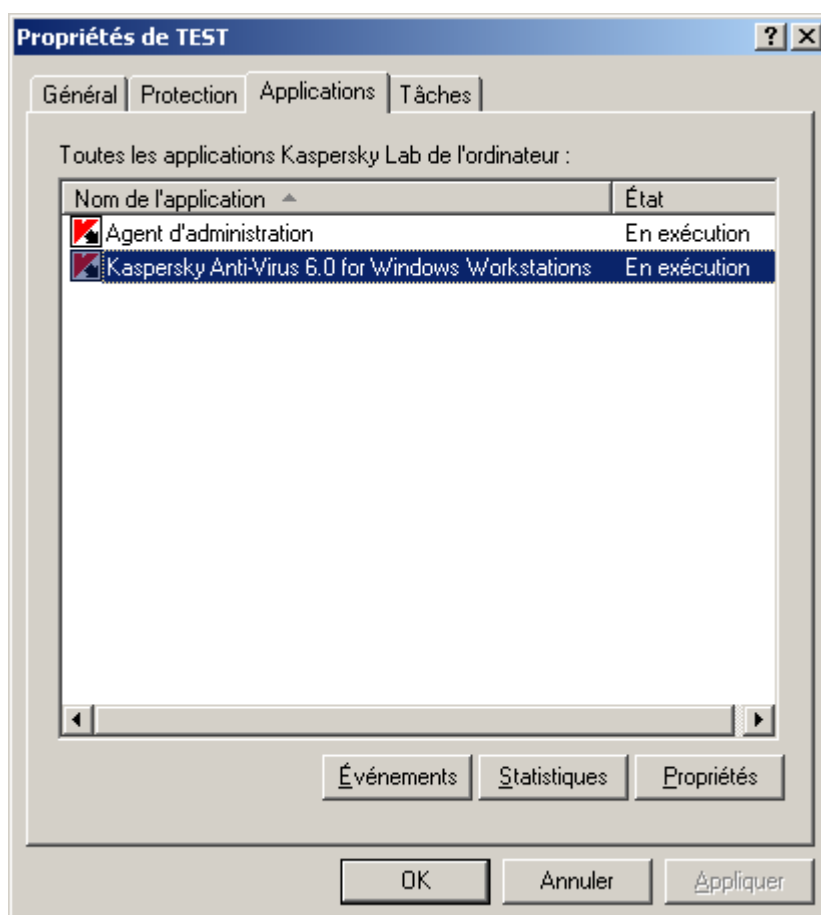 Propriétés de TEST
Général Protection Applications Tâches
Toutes les applications Kaspersky Lab de l'ordinateur :
Nom de l'application État
Agent d'administration En exécution
Kaspersky Anti-Virus 6.0 for Windows Workstations En exécution
Événements Statistiques Propriétés
OK Annuler Appliquer